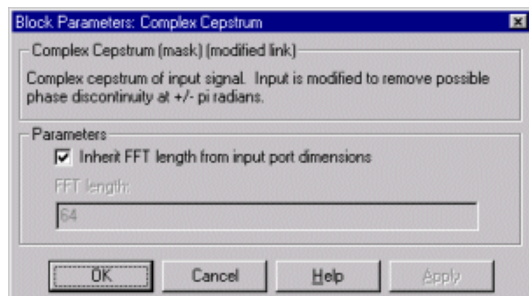 Block Parameters: Complex Cepstrum
Complex Cepstrum (mask) (modified link)
Complex cepstrum of input signal. Input is modified to remove possible
phase discontinuity at +/- pi radians.
Parameters
Inherit FFT length from input port dimensions
FFT length:
64
OK Cancel Help Apply